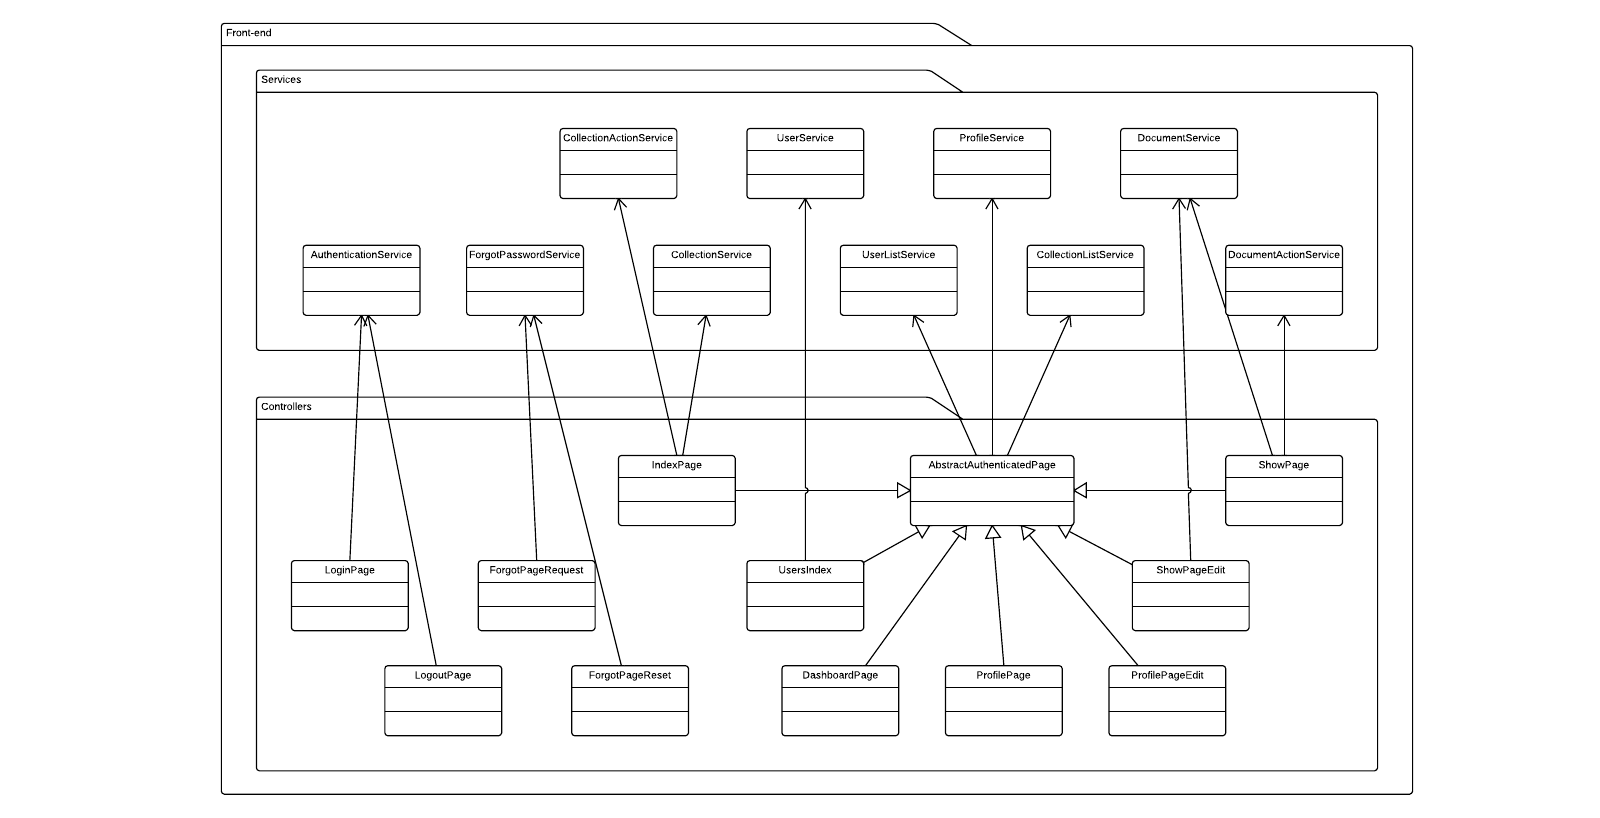 Front-end
Services
CollectionActionService
UserService
ProfileService
DocumentService
AuthenticationService
ForgotPasswordService
CollectionService
UserListService
CollectionListService
DocumentActionService
Controllers
IndexPage
AbstractAuthenticatedPage
ShowPage
LoginPage
ForgotPageRequest
UsersIndex
ShowPageEdit
LogoutPage
ForgotPageReset
DashboardPage
ProfilePage
ProfilePageEdit